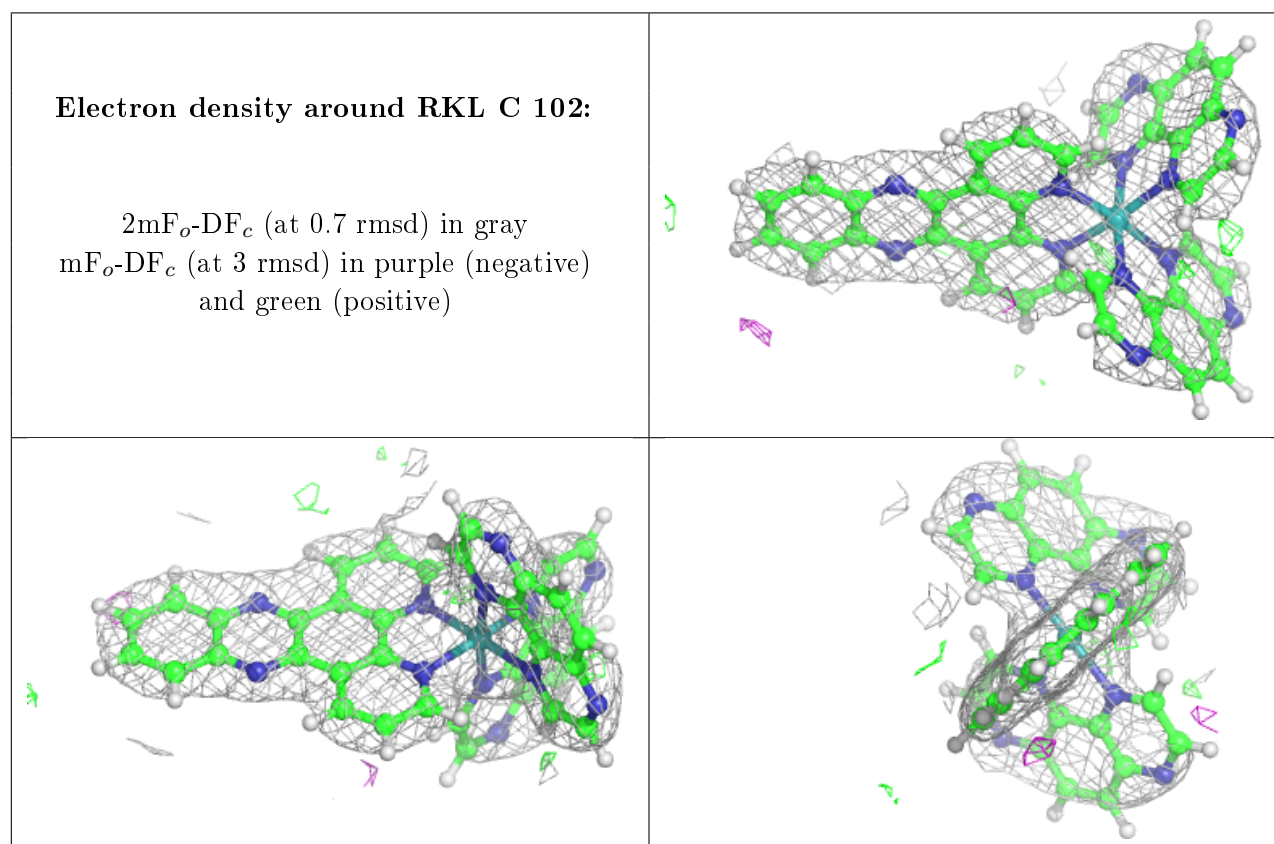 Electron density around RKL C 102:
2mFo-DFc (at 0.7 rmsd) in gray
mFo-DFc (at 3 rmsd) in purple (negative)
and green (positive)